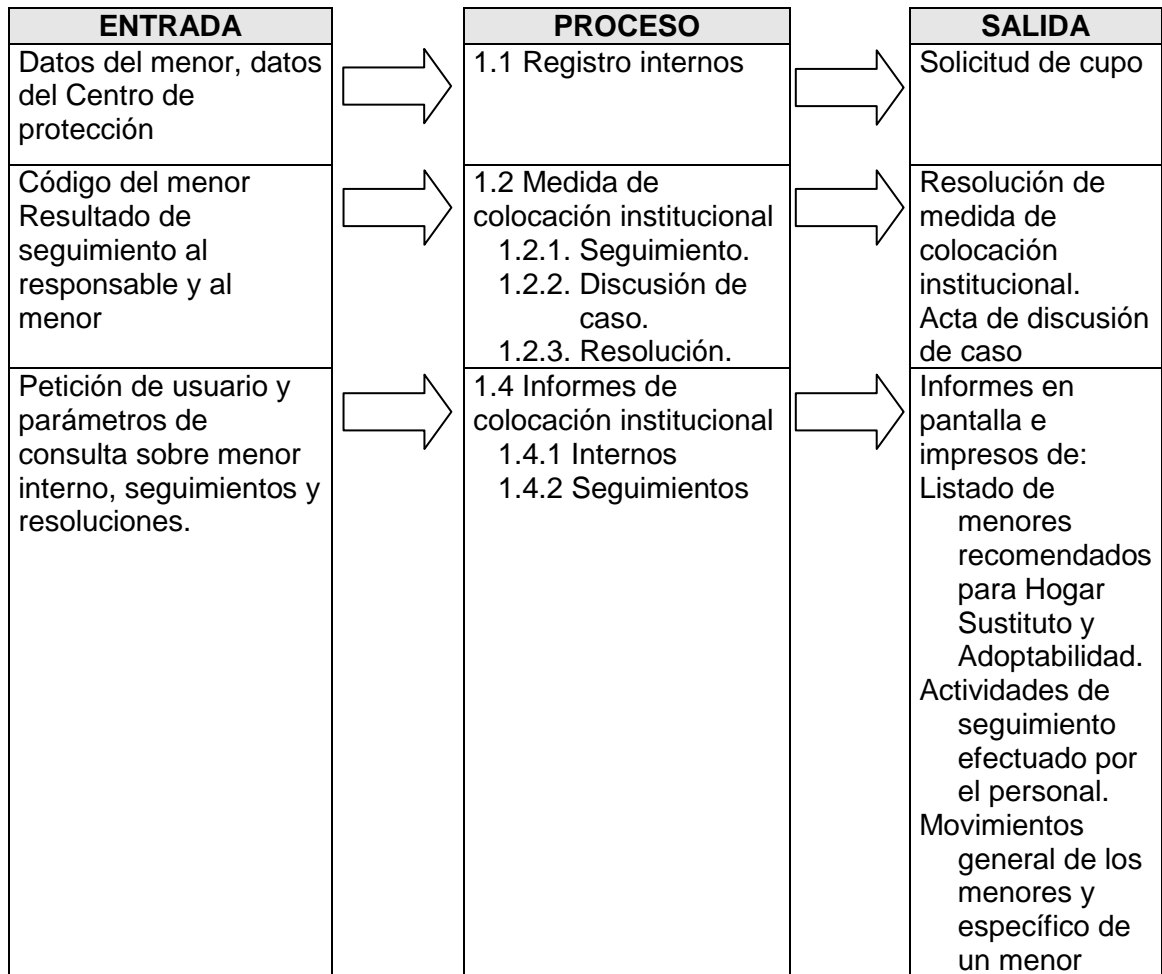 ENTRADA
PROCESO
SALIDA
Datos del menor, datos
del Centro de
protección
1.1 Registro internos
Solicitud de cupo
Código del menor
Resultado de
seguimiento al
responsable y al
menor
1.2 Medida de
colocación institucional
1.2.1. Seguimiento.
1.2.2. Discusión de
caso.
1.2.3. Resolución.
Resolución de
medida de
colocación
institucional.
Acta de discusión
de caso
Petición de usuario y
parámetros de
consulta sobre menor
interno, seguimientos y
resoluciones.
1.4 Informes de
colocación institucional
1.4.1 Internos
1.4.2 Seguimientos
Informes en
pantalla e
impresos de:
Listado de
menores
recomendados
para Hogar
Sustituto y
Adoptabilidad.
Actividades de
seguimiento
efectuado por
el personal.
Movimientos
general de los
menores y
específico de
un menor